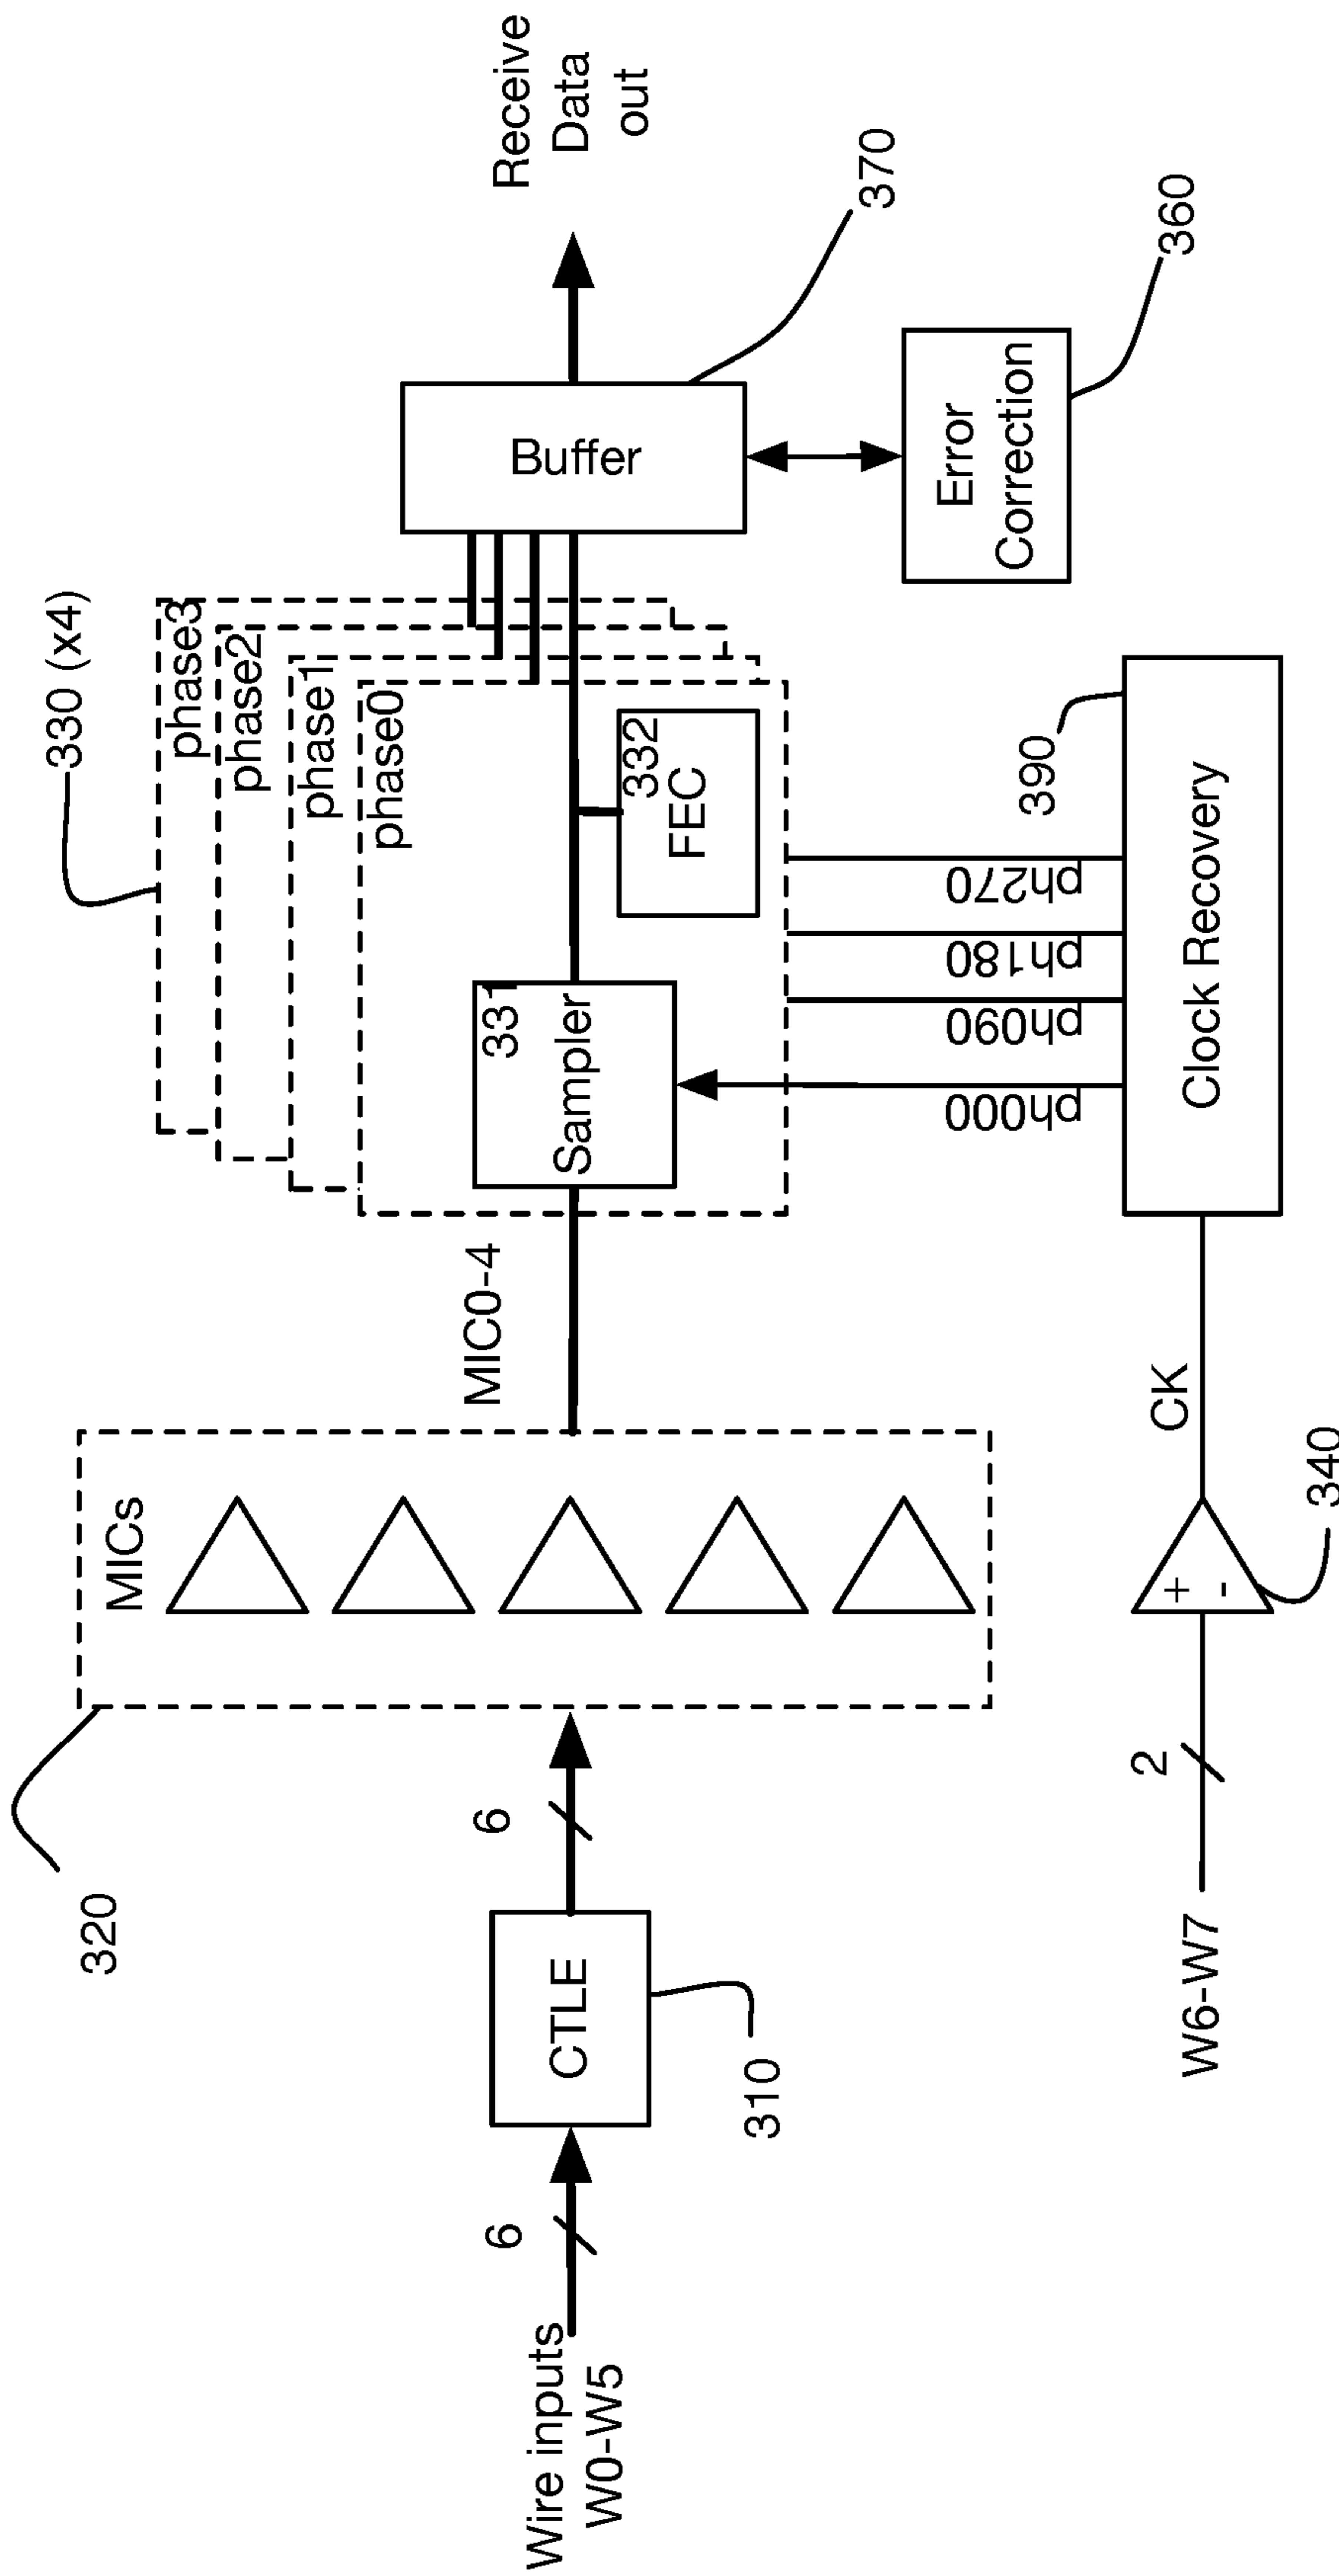 330 (x4)
phase3
phase2
phase1
phase0
Receive
Data
out
320
MICs
MIC0-4
331
Sampler
332
FEC
Buffer
370
Wire inputs
W0-W5
6
CTLE
310
6
ph000
ph090
ph180
ph270
Error
Correction
360
W6-W7
2
+
-
340
CK
Clock Recovery
390